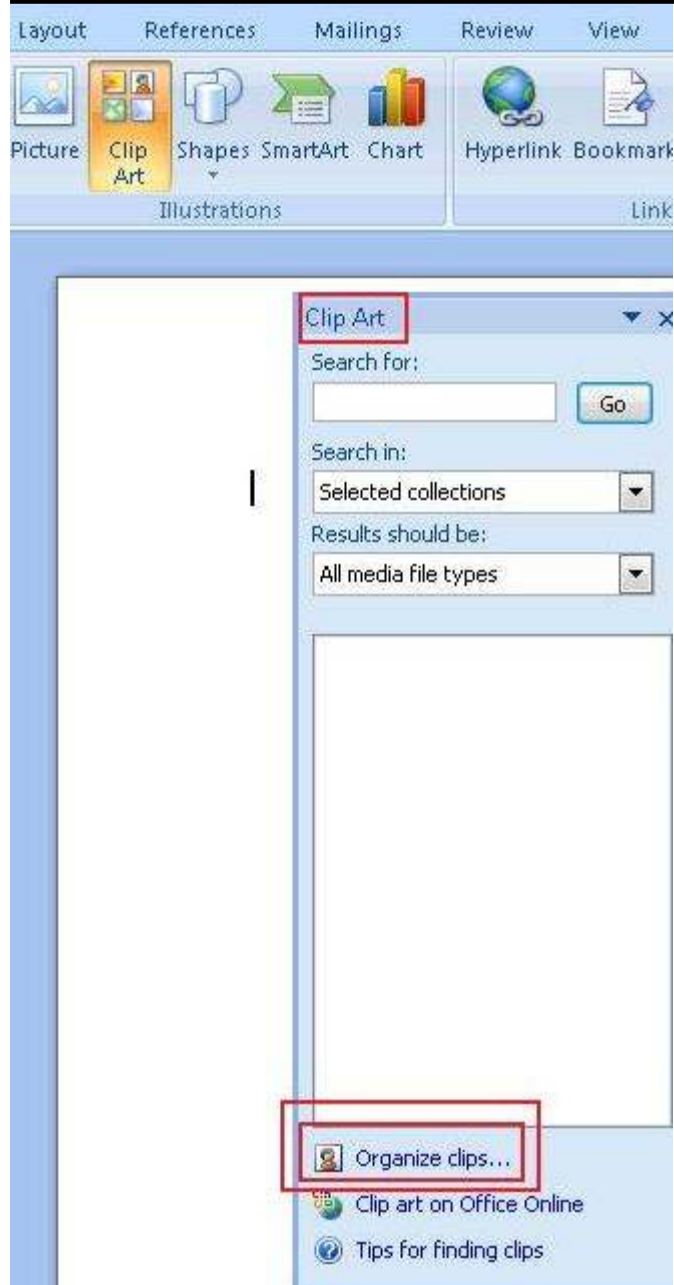 Layout References Mailings Review View
Picture Clip Art Shapes SmartArt Chart Hyperlink Bookmark
Illustrations Link
Clip Art
Search for:
Go
Search in:
Selected collections
Results should be:
All media file types
Organize clips...
Clip art on Office Online
Tips for finding clips